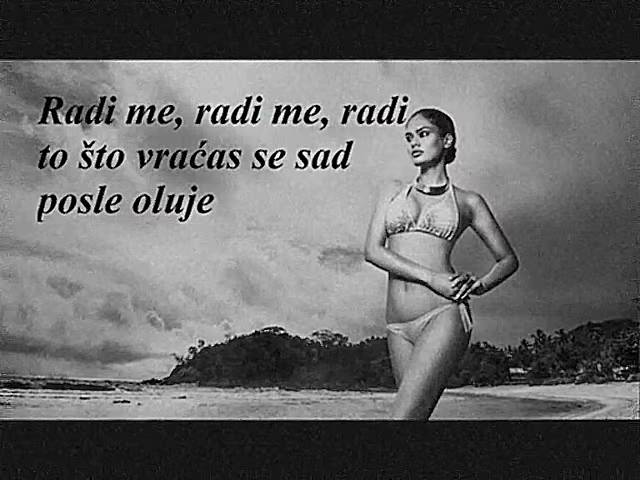 Radi me, radi me, radi
to što vraćas se sad
posle oluje